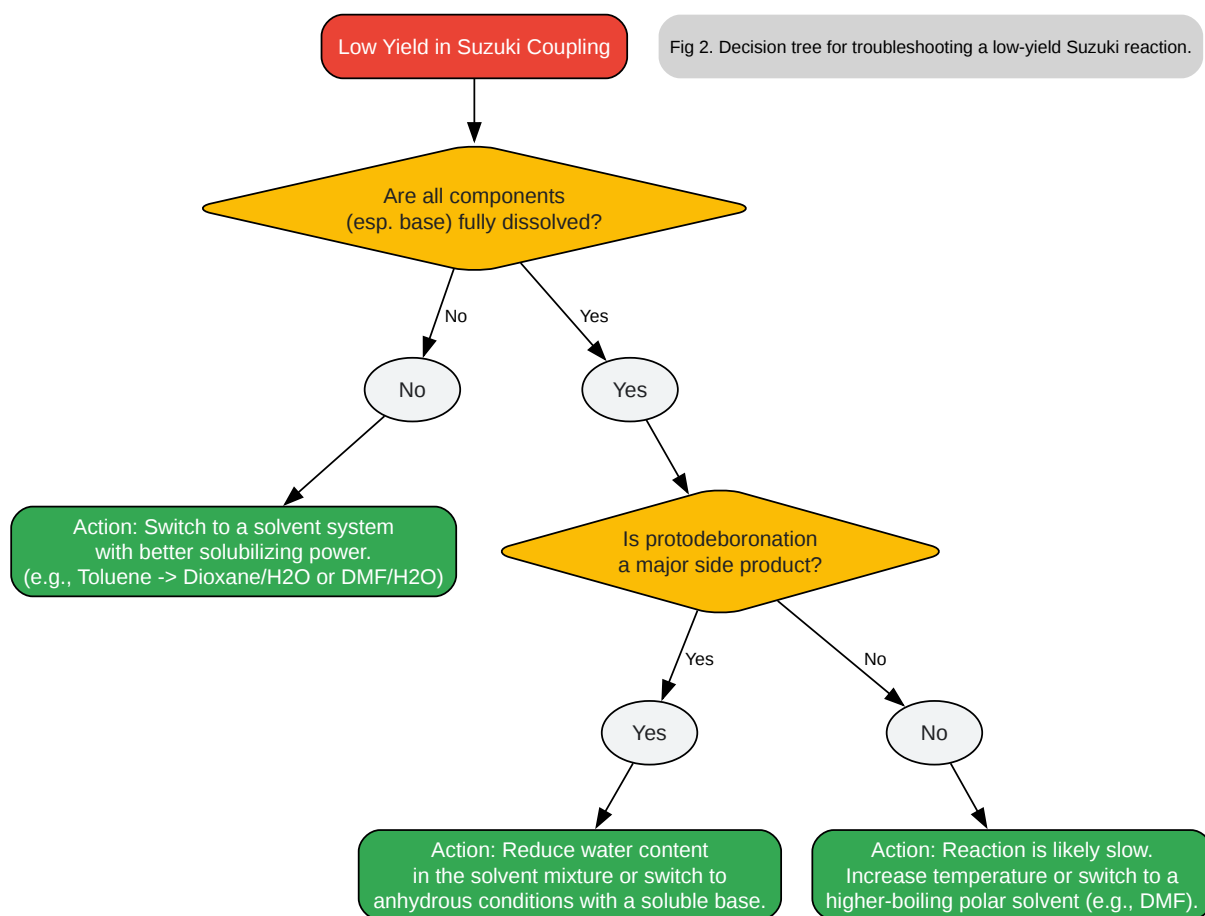 Low Yield in Suzuki Coupling
Fig 2. Decision tree for troubleshooting a low-yield Suzuki reaction.
Are all components
(esp. base) fully dissolved?
No
Yes
No
Yes
Action: Switch to a solvent system
with better solubilizing power.
(e.g., Toluene -> Dioxane/H2O or DMF/H2O)
Is protodeboronation
a major side product?
Yes
No
Yes
No
Action: Reduce water content
in the solvent mixture or switch to
anhydrous conditions with a soluble base.
Action: Reaction is likely slow.
Increase temperature or switch to a
higher-boiling polar solvent (e.g., DMF).